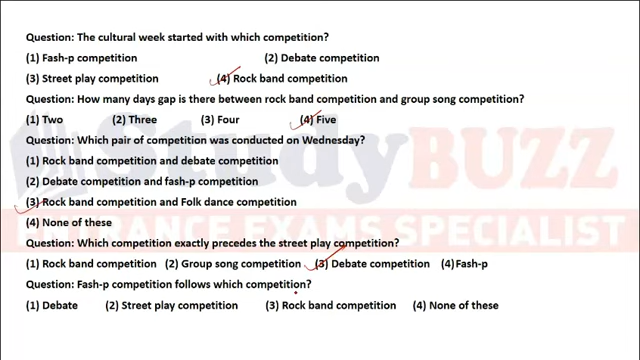 Question: The cultural week started with which competition?
(1) Fash-p competition (2) Debate competition
(3) Street play competition (4) Rock band competition
Question: How many days gap is there between rock band competition and group song competition?
(1) Two (2) Three (3) Four (4) Five
Question: Which pair of competition was conducted on Wednesday?
(1) Rock band competition and debate competition
(2) Debate competition and fash-p competition
(3) Rock band competition and Folk dance competition
(4) None of these
Question: Which competition exactly precedes the street play competition?
(1) Rock band competition (2) Group song competition (3) Debate competition (4) Fash-p
Question: Fash-p competition follows which competition?
(1) Debate (2) Street play competition (3) Rock band competition (4) None of these
StudyBUZZ
ENTRANCE EXAMS SPECIALIST